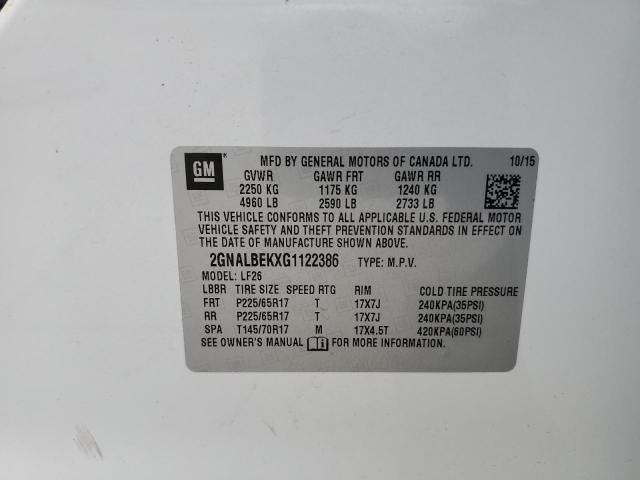 GM ® MFD BY GENERAL MOTORS OF CANADA LTD. 10/15
GVWR GAWR FRT GAWR RR
2250 KG 1175 KG 1240 KG
4960 LB 2590 LB 2733 LB
THIS VEHICLE CONFORMS TO ALL APPLICABLE U.S. FEDERAL MOTOR
VEHICLE SAFETY AND THEFT PREVENTION STANDARDS IN EFFECT ON
THE DATE OF MANUFACTURE SHOWN ABOVE.
2GNALBEKXG1122386 TYPE: M.P.V.
MODEL: LF26
LBBR TIRE SIZE SPEED RTG RIM COLD TIRE PRESSURE
FRT P225/65R17 T 17X7J 240KPA(35PSI)
RR P225/65R17 T 17X7J 240KPA(35PSI)
SPA T145/70R17 M 17X4.5T 420KPA(60PSI)
SEE OWNER'S MANUAL FOR MORE INFORMATION.